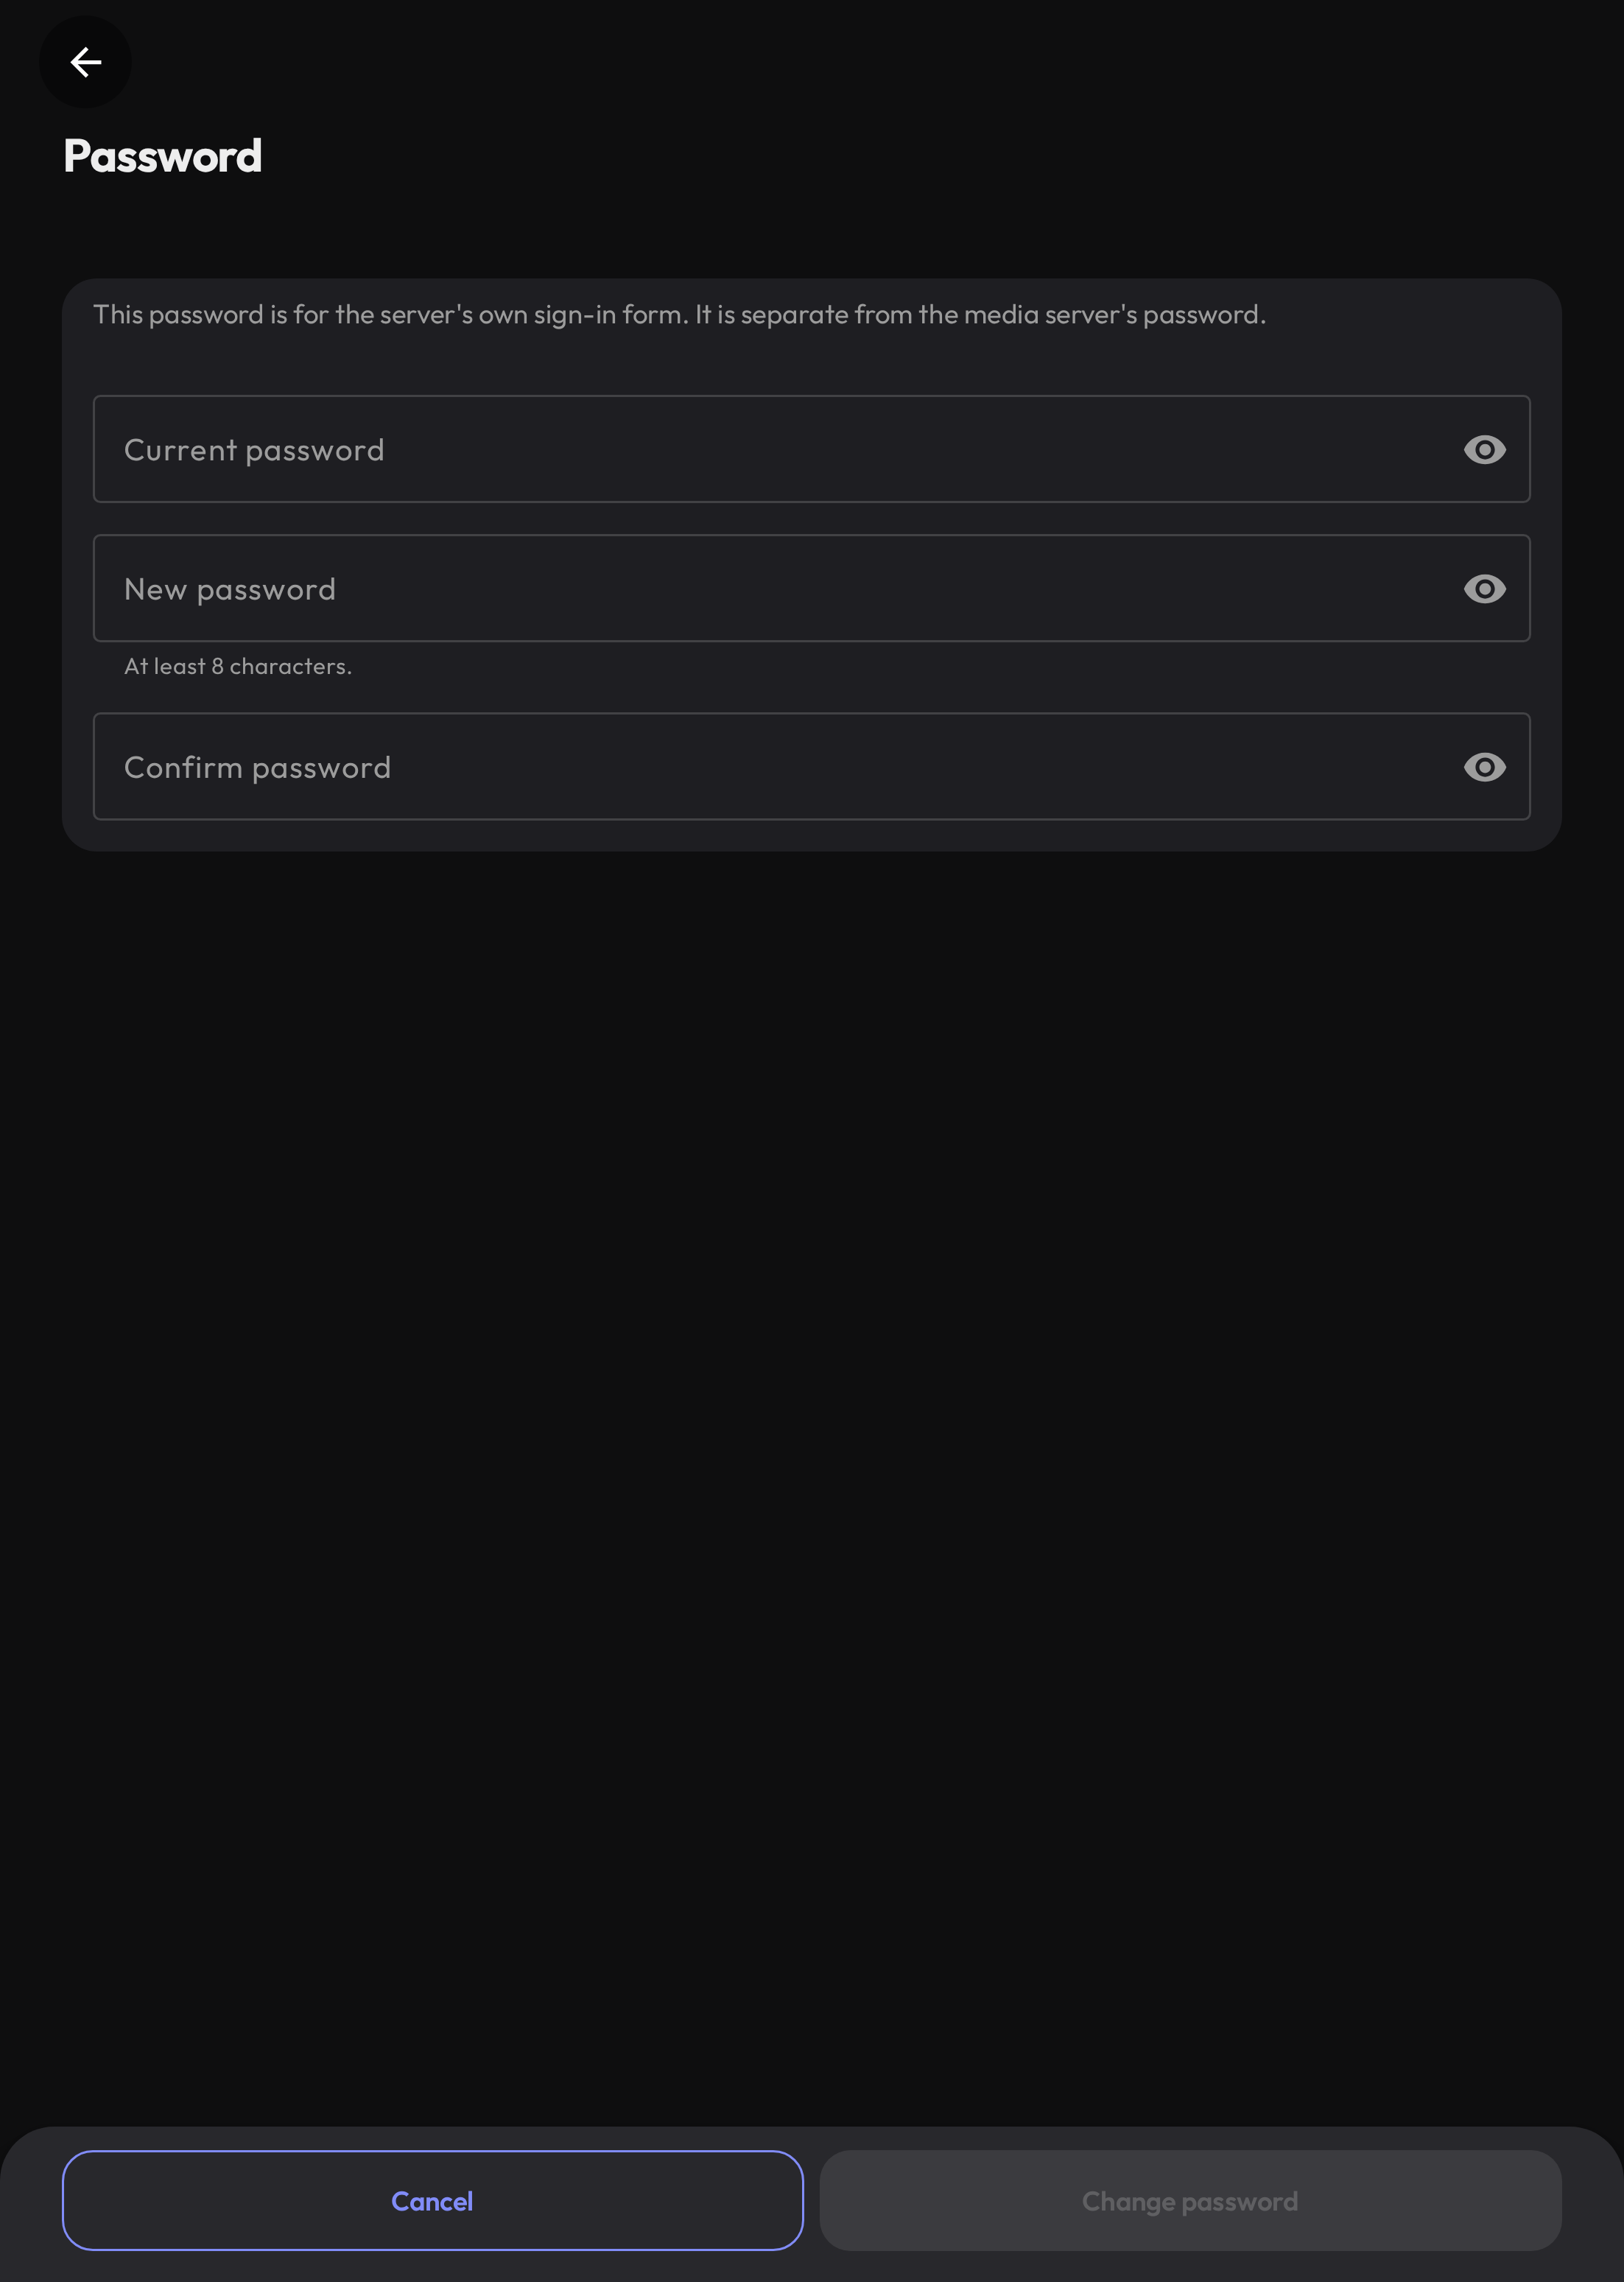 Password
This password is for the server's own sign-in form. It is separate from the media server's password.
Current password
New password
At least 8 characters.
Confirm password
Cancel
Change password